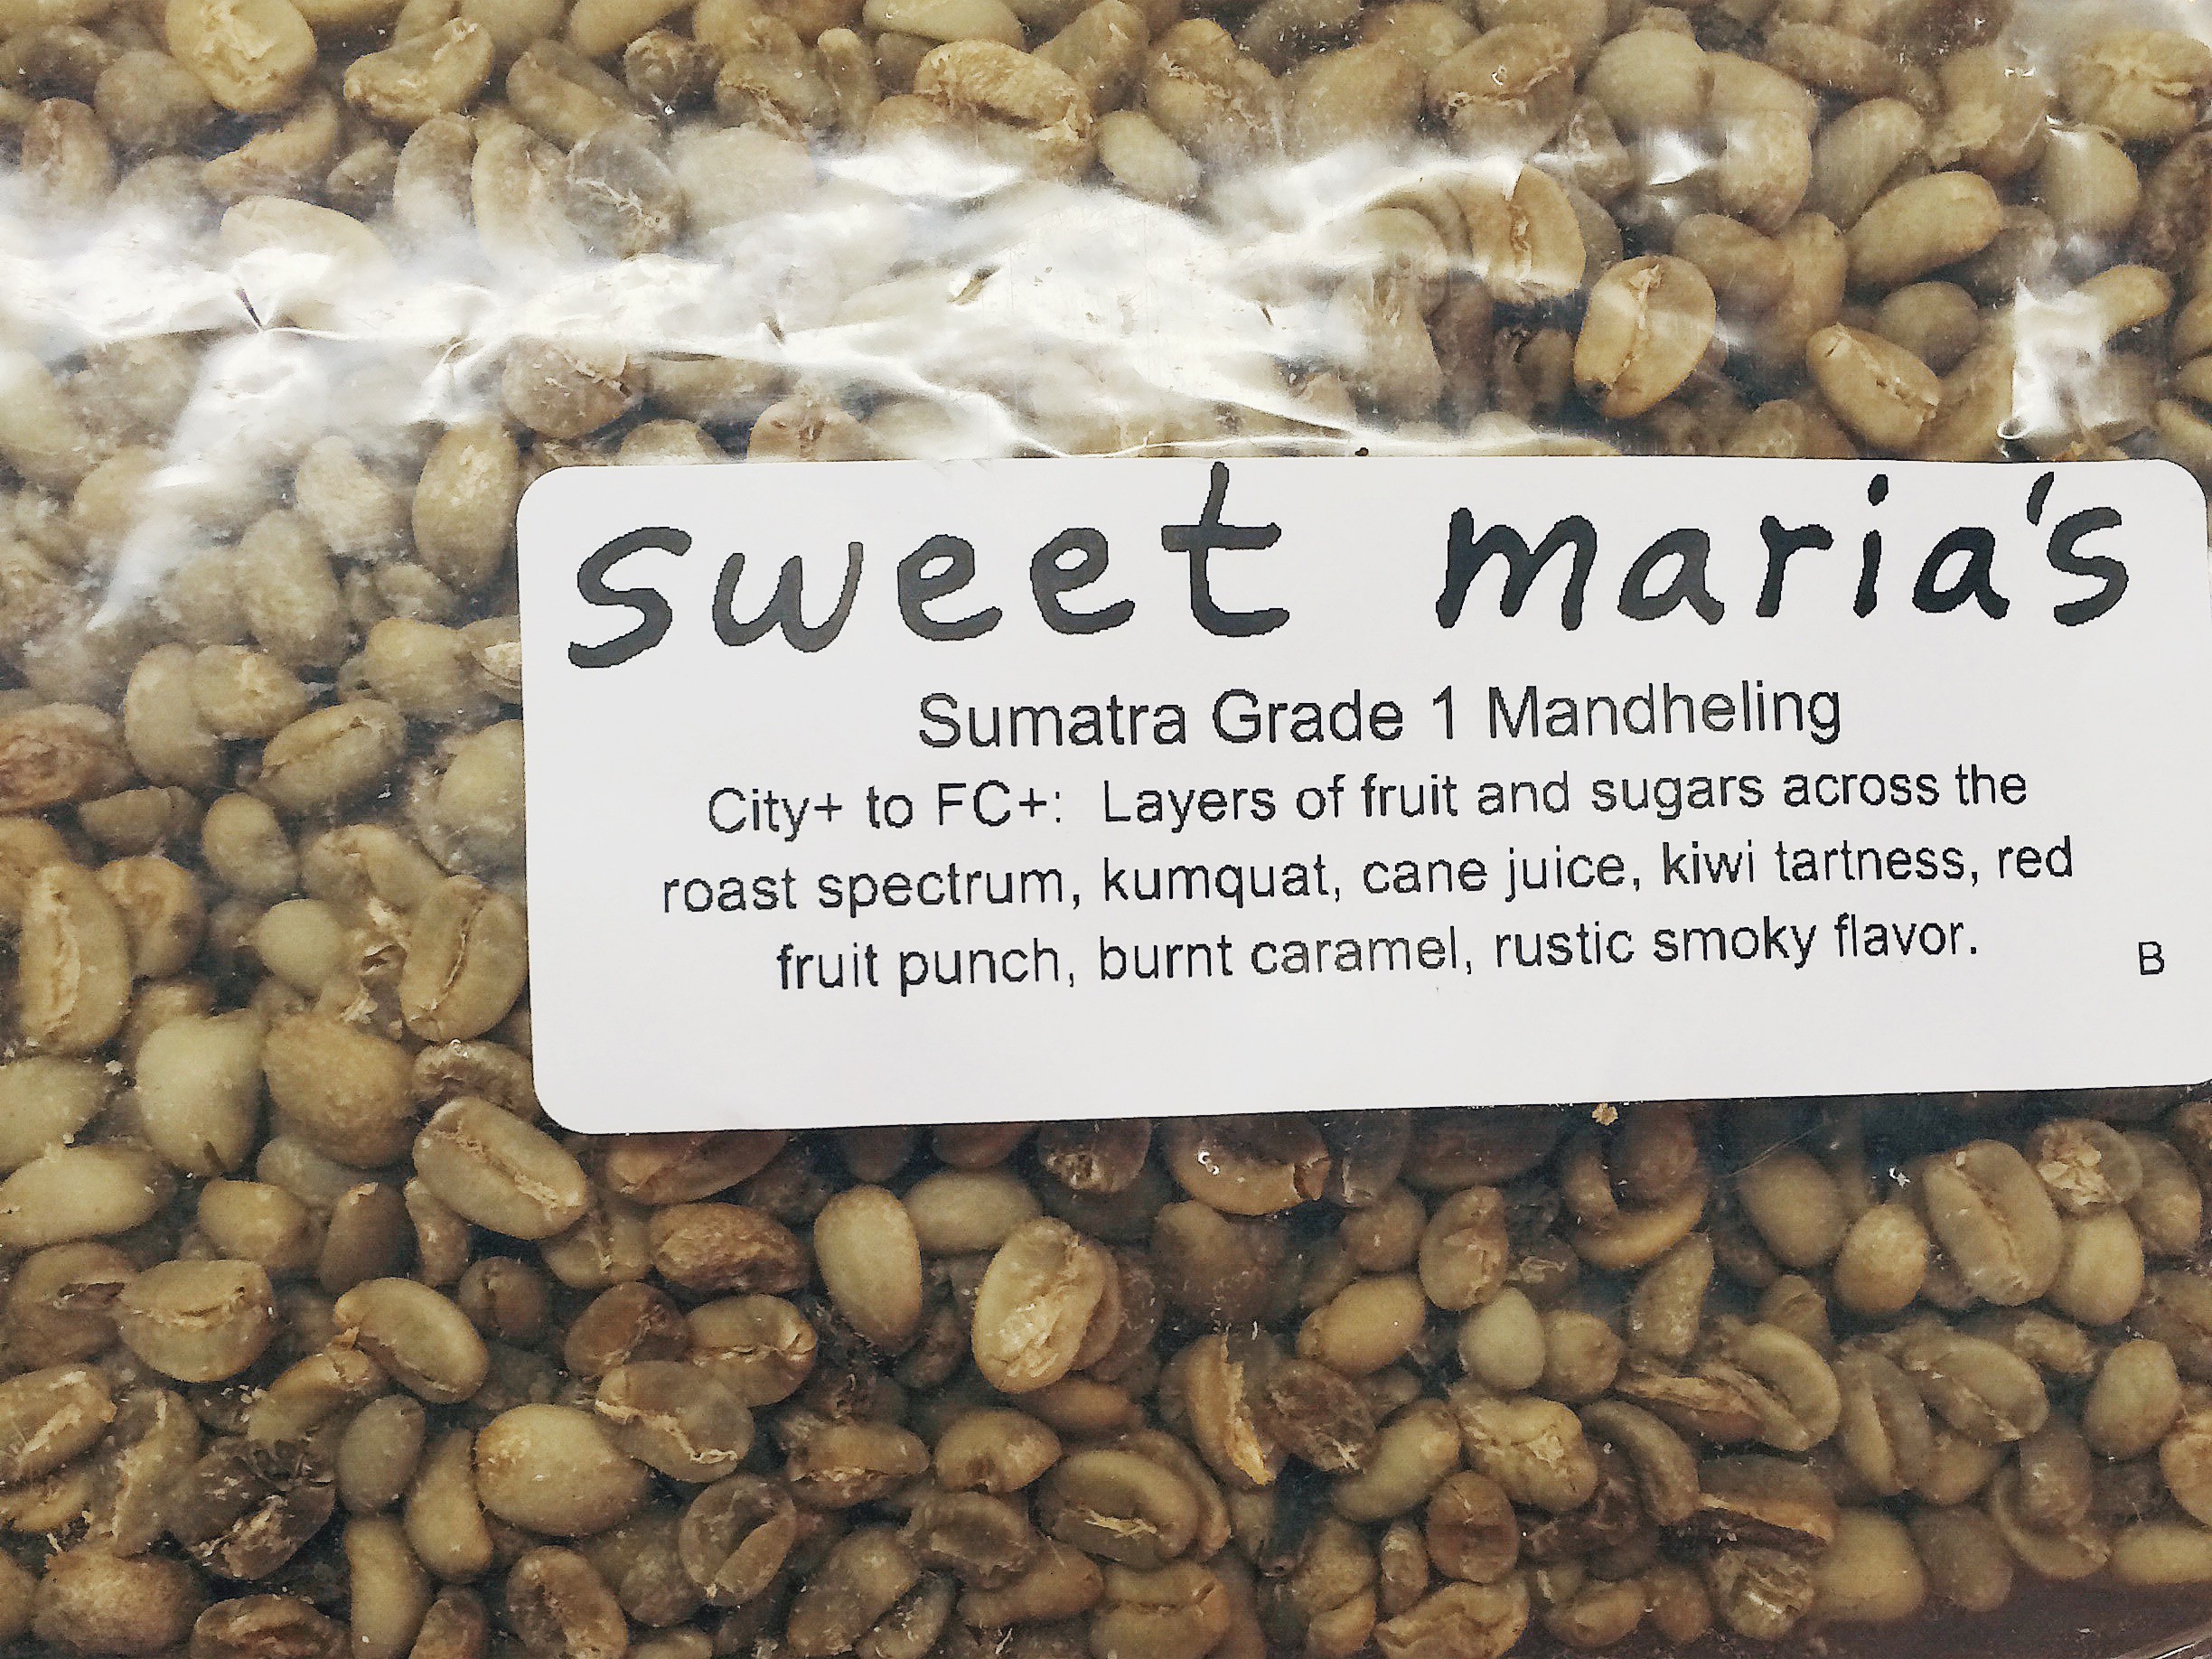 sweet maria's
Sumatra Grade 1 Mandheling
City+ to FC+: Layers of fruit and sugars across the
roast spectrum, kumquat, cane juice, kiwi tartness, red
fruit punch, burnt caramel, rustic smoky flavor.
B